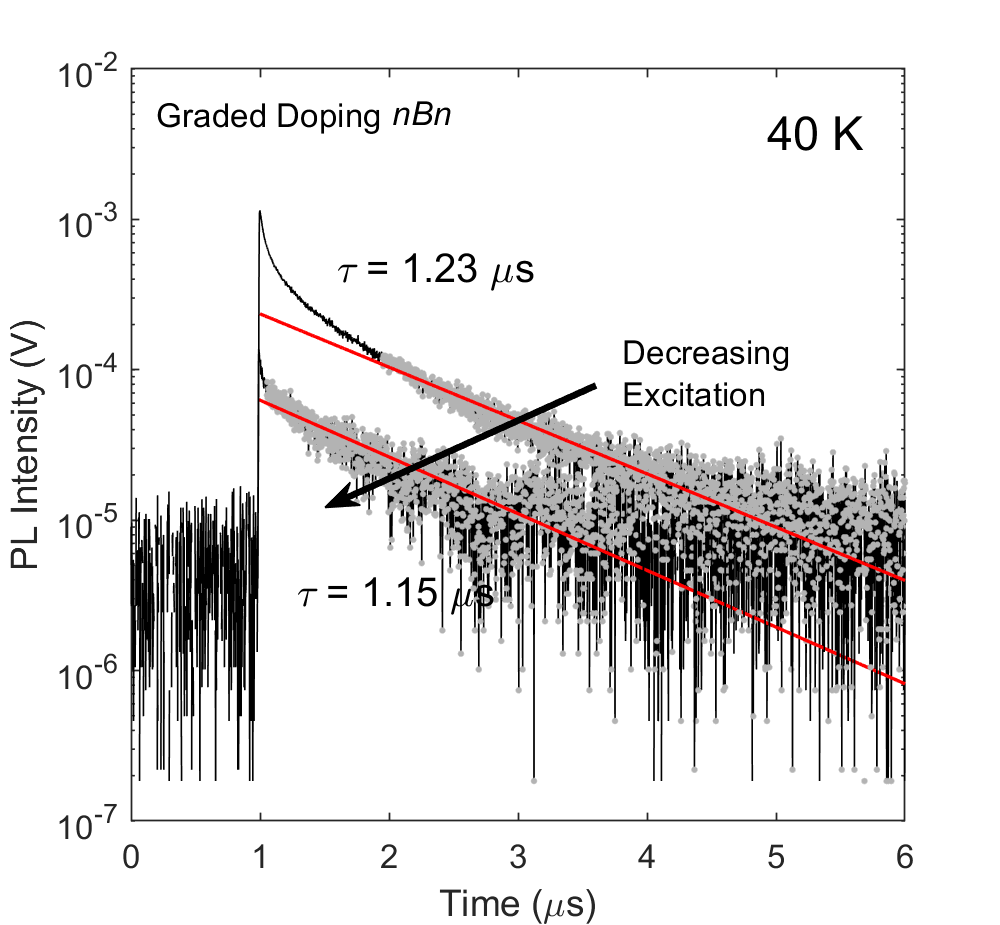 10-2
Graded Doping nBn
40 K
10-3
τ = 1.23 μs
Decreasing
Excitation
10-4
PL Intensity (V)
10-5
τ = 1.15 μs
10-6
10-7
0 1 2 3 4 5 6
Time (μs)